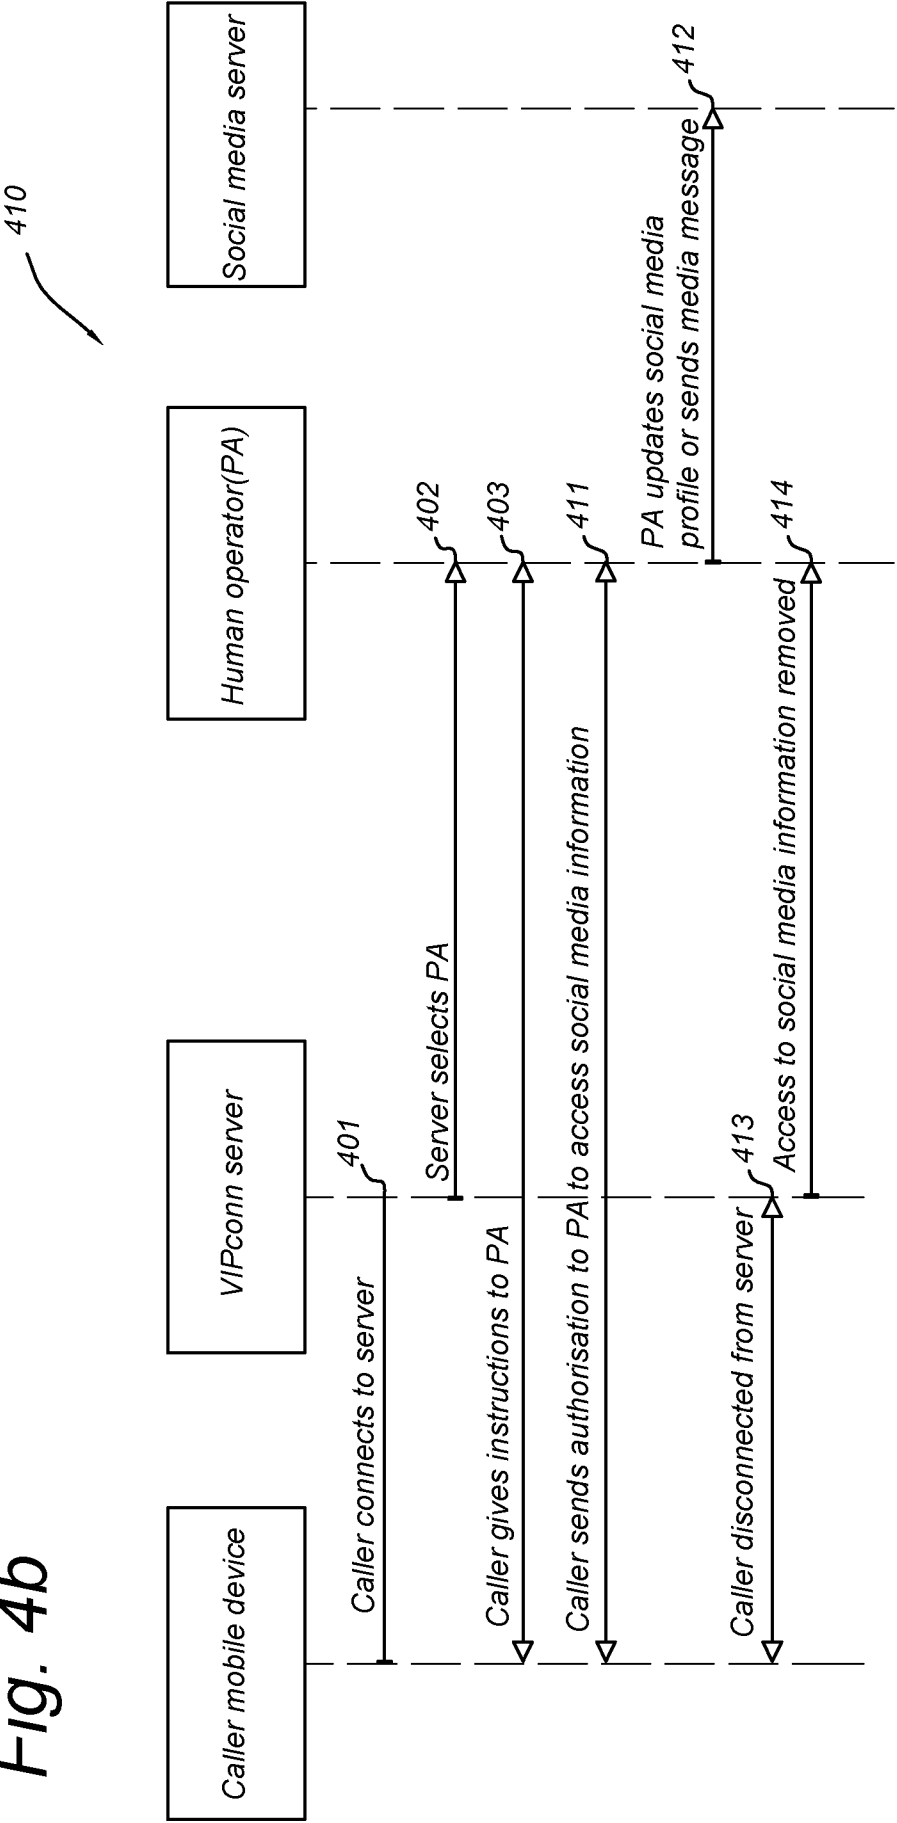 Fig. 4b
410
Caller mobile device
VIPconn server
Human operator(PA)
Social media server
Caller connects to server
401
Server selects PA
402
Caller gives instructions to PA
403
Caller sends authorisation to PA to access social media information
411
PA updates social media
profile or sends media message
412
Caller disconnected from server
413
Access to social media information removed
414